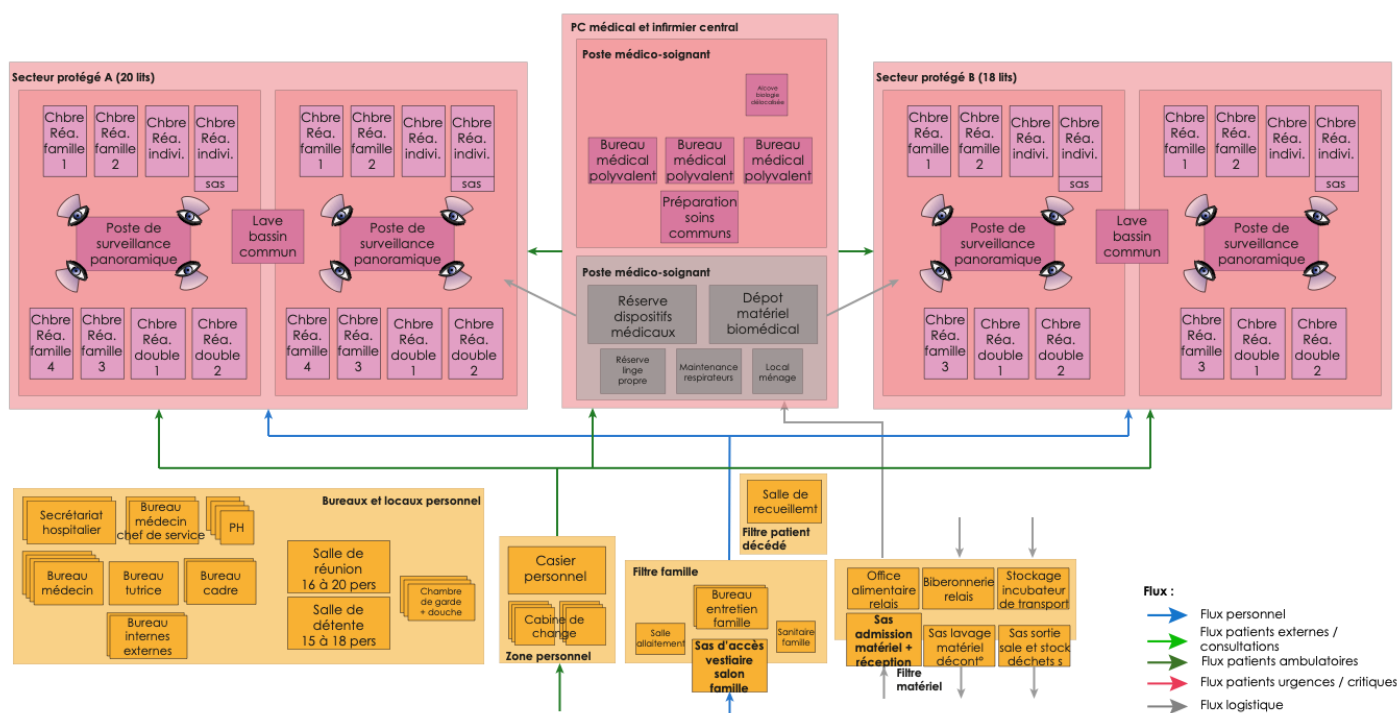 PC médical et infirmier central
Poste médico-soignant
Alcove
biologie
délocalisée
Bureau
médical
polyvalent
Bureau
médical
polyvalent
Bureau
médical
polyvalent
Préparation
soins
communs
Poste médico-soignant
Réserve
dispositifs
médicaux
Dépot
matériel
biomédical
Réserve
linge
propre
Maintenance
respirateurs
Local
ménage
Secteur protégé A (20 lits)
Chbre
Réa.
famille
1
Chbre
Réa.
famille
2
Chbre
Réa.
indivi.
Chbre
Réa.
indivi.
sas
Poste de
surveillance
panoramique
Chbre
Réa.
famille
4
Chbre
Réa.
famille
3
Chbre
Réa.
double
1
Chbre
Réa.
double
2
Lave
bassin
commun
Chbre
Réa.
famille
1
Chbre
Réa.
famille
2
Chbre
Réa.
indivi.
Chbre
Réa.
indivi.
sas
Poste de
surveillance
panoramique
Chbre
Réa.
famille
4
Chbre
Réa.
famille
3
Chbre
Réa.
double
1
Chbre
Réa.
double
2
Secteur protégé B (18 lits)
Chbre
Réa.
famille
1
Chbre
Réa.
famille
2
Chbre
Réa.
indivi.
Chbre
Réa.
indivi.
sas
Poste de
surveillance
panoramique
Chbre
Réa.
famille
3
Chbre
Réa.
double
1
Chbre
Réa.
double
2
Lave
bassin
commun
Chbre
Réa.
famille
1
Chbre
Réa.
famille
2
Chbre
Réa.
indivi.
Chbre
Réa.
indivi.
sas
Poste de
surveillance
panoramique
Chbre
Réa.
famille
3
Chbre
Réa.
double
1
Chbre
Réa.
double
2
Bureaux et locaux personnel
Secrétariat
hospitalier
Bureau
médecin
chef de service
PH
Bureau
médecin
Bureau
tutrice
Bureau
cadre
Bureau
internes
externes
Salle de
réunion
16 à 20 pers
Salle de
détente
15 à 18 pers
Chambre
de garde
+ douche
Casier
personnel
Cabine de
change
Zone personnel
Filtre famille
Bureau
entretien
famille
Salle
allaitement
Sanitaire
famille
Sas d'accès
vestiaire
salon
famille
Salle de
recueillemt
Filtre patient
décédé
Office
alimentaire
relais
Biberonnerie
relais
Stockage
incubateur
de transport
Sas
admission
matériel +
réception
Sas lavage
matériel
décont°
Sas sortie
sale et stock
déchets s
Filtre
matériel
Flux :
Flux personnel
Flux patients externes /
consultations
Flux patients ambulatoires
Flux patients urgences / critiques
Flux logistique